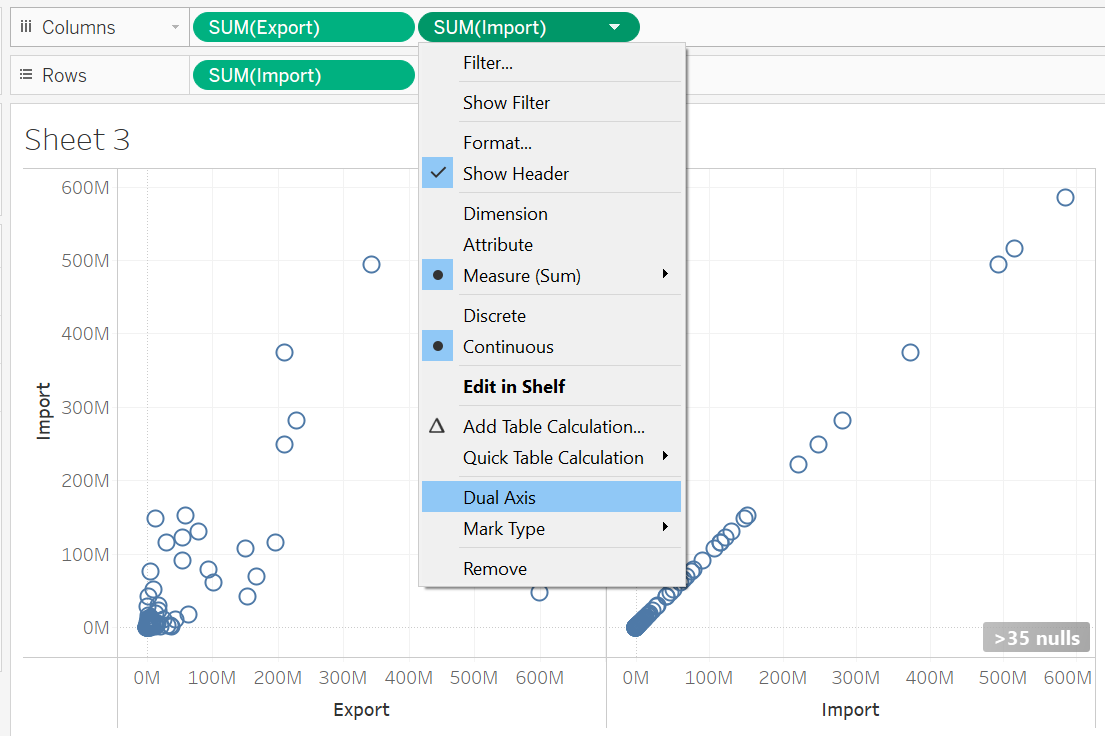 Columns SUM(Export) SUM(Import)
Rows SUM(Import)
Sheet 3
Filter...
Show Filter
Format...
Show Header
Dimension
Attribute
Measure (Sum)
Discrete
Continuous
Edit in Shelf
Add Table Calculation...
Quick Table Calculation
Dual Axis
Mark Type
Remove
600M
500M
400M
300M
200M
100M
0M
Import
>35 nulls
0M 100M 200M 300M 400M 500M 600M
Export
0M 100M 200M 300M 400M 500M 600M
Import